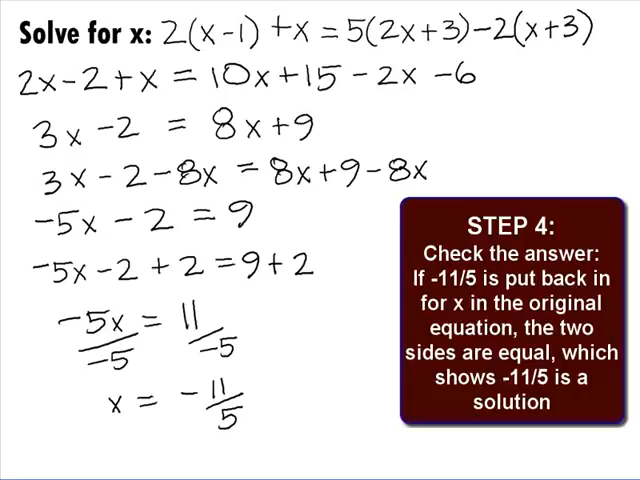 Solve for x: 2(x-1) + x = 5(2x+3) - 2(x+3)
2x - 2 + x = 10x + 15 - 2x - 6
3x - 2 = 8x + 9
3x - 2 - 8x = 8x + 9 - 8x
-5x - 2 = 9
-5x - 2 + 2 = 9 + 2
-5x/-5 = 11/-5
x = -11/5
STEP 4:
Check the answer:
If -11/5 is put back in
for x in the original
equation, the two
sides are equal, which
shows -11/5 is a
solution